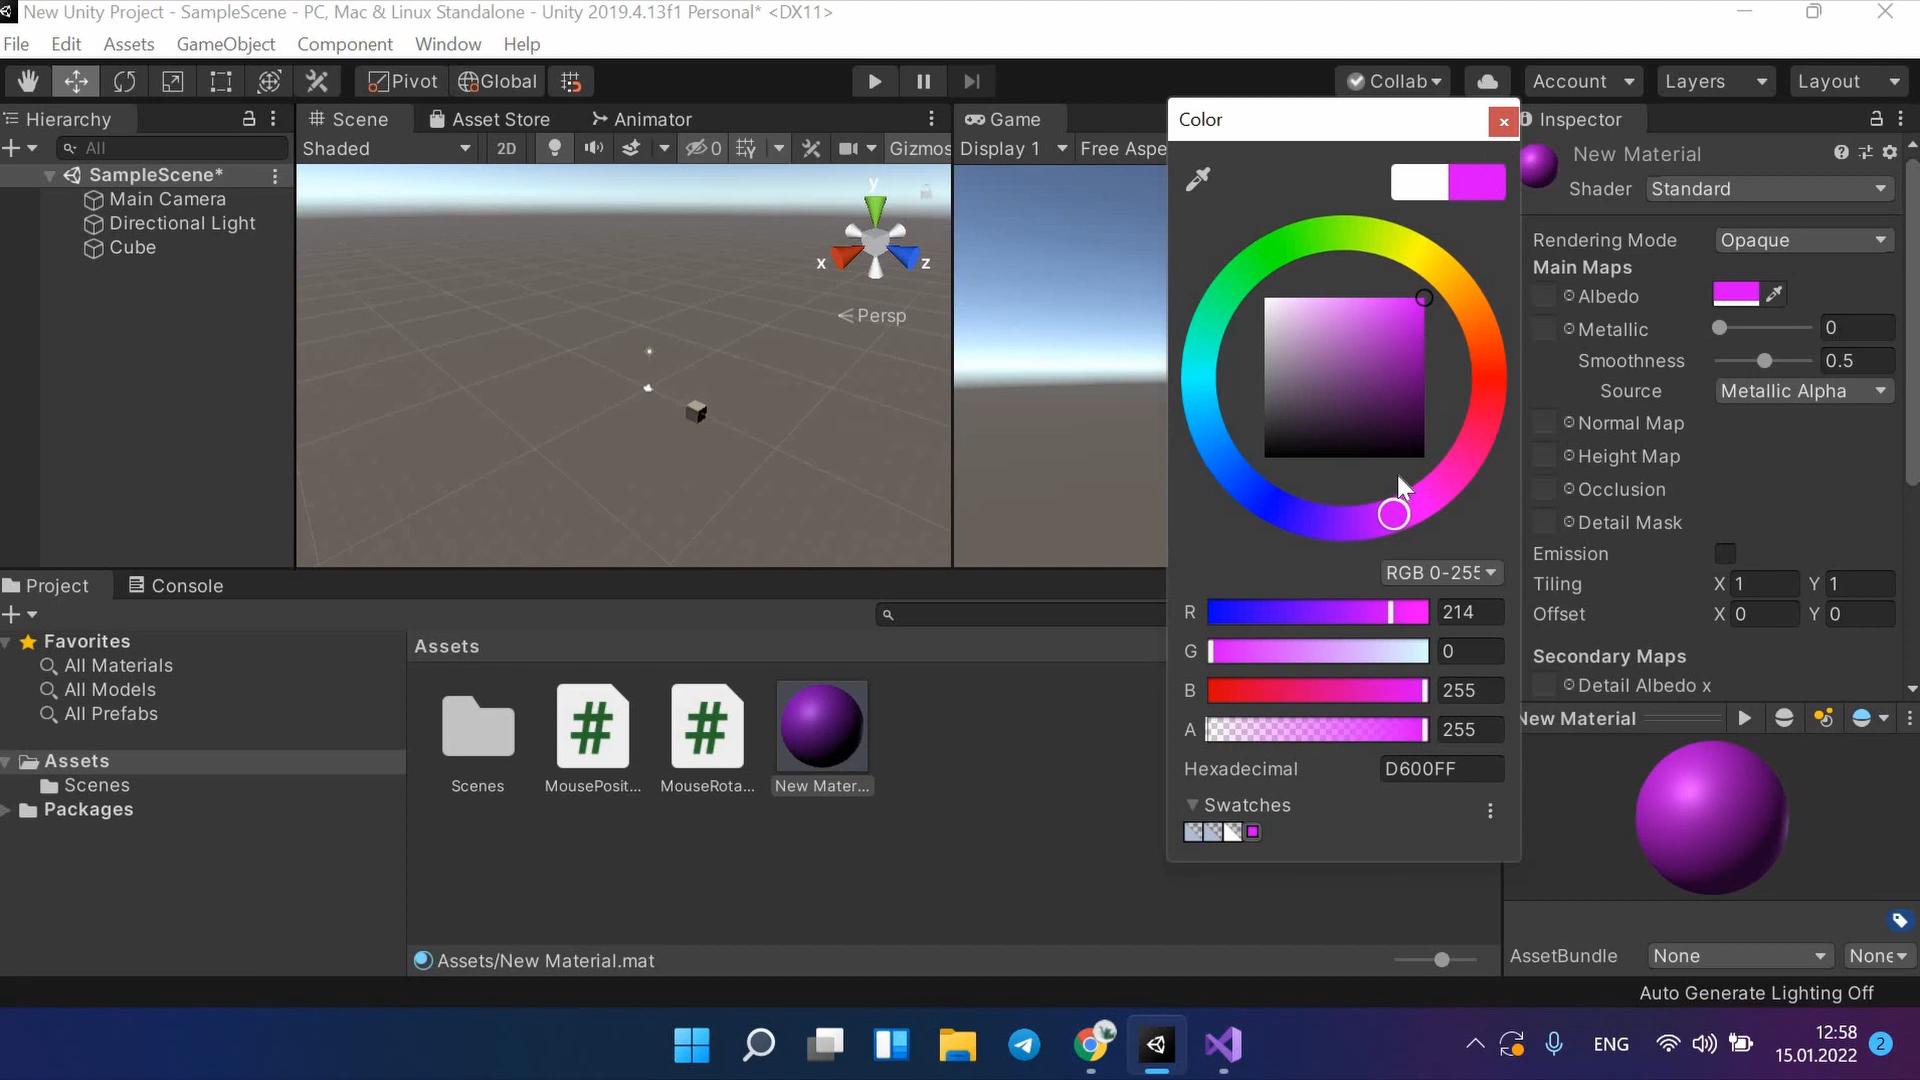 New Unity Project - SampleScene - PC, Mac & Linux Standalone - Unity 2019.4.13f1 Personal* <DX11>
File Edit Assets GameObject Component Window Help
Pivot Global Collab Account Layers Layout
Hierarchy
All
SampleScene*
Main Camera
Directional Light
Cube
Scene Asset Store Animator
Shaded 2D 0 Gizmos
y
x z
Persp
Game
Display 1 Free Aspe
Color
RGB 0-255
R 214
G 0
B 255
A 255
Hexadecimal D600FF
Swatches
Inspector
New Material
Shader Standard
Rendering Mode Opaque
Main Maps
Albedo
Metallic 0
Smoothness 0.5
Source Metallic Alpha
Normal Map
Height Map
Occlusion
Detail Mask
Emission
Tiling X 1 Y 1
Offset X 0 Y 0
Secondary Maps
Detail Albedo x
New Material
AssetBundle None None
Auto Generate Lighting Off
Project Console
Favorites
All Materials
All Models
All Prefabs
Assets
Scenes
Packages
Assets
Scenes MousePosit... MouseRota... New Mater...
Assets/New Material.mat
ENG
12:58
15.01.2022
2